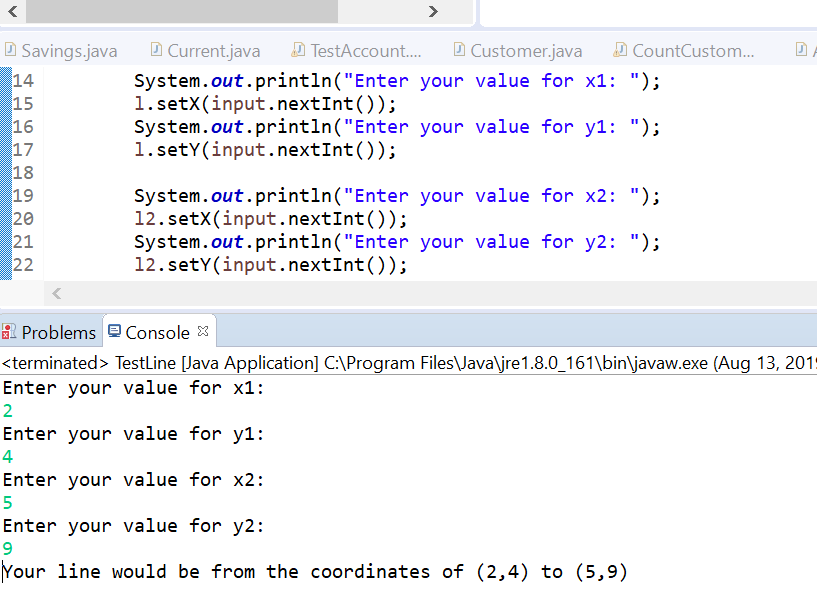 Savings.java Current.java TestAccount.... Customer.java CountCustom...
14 System.out.println("Enter your value for x1: ");
15 l.setX(input.nextInt());
16 System.out.println("Enter your value for y1: ");
17 l.setY(input.nextInt());
18
19 System.out.println("Enter your value for x2: ");
20 l2.setX(input.nextInt());
21 System.out.println("Enter your value for y2: ");
22 l2.setY(input.nextInt());
Problems Console
<terminated> TestLine [Java Application] C:\Program Files\Java\jre1.8.0_161\bin\javaw.exe (Aug 13, 2019
Enter your value for x1:
2
Enter your value for y1:
4
Enter your value for x2:
5
Enter your value for y2:
9
Your line would be from the coordinates of (2,4) to (5,9)